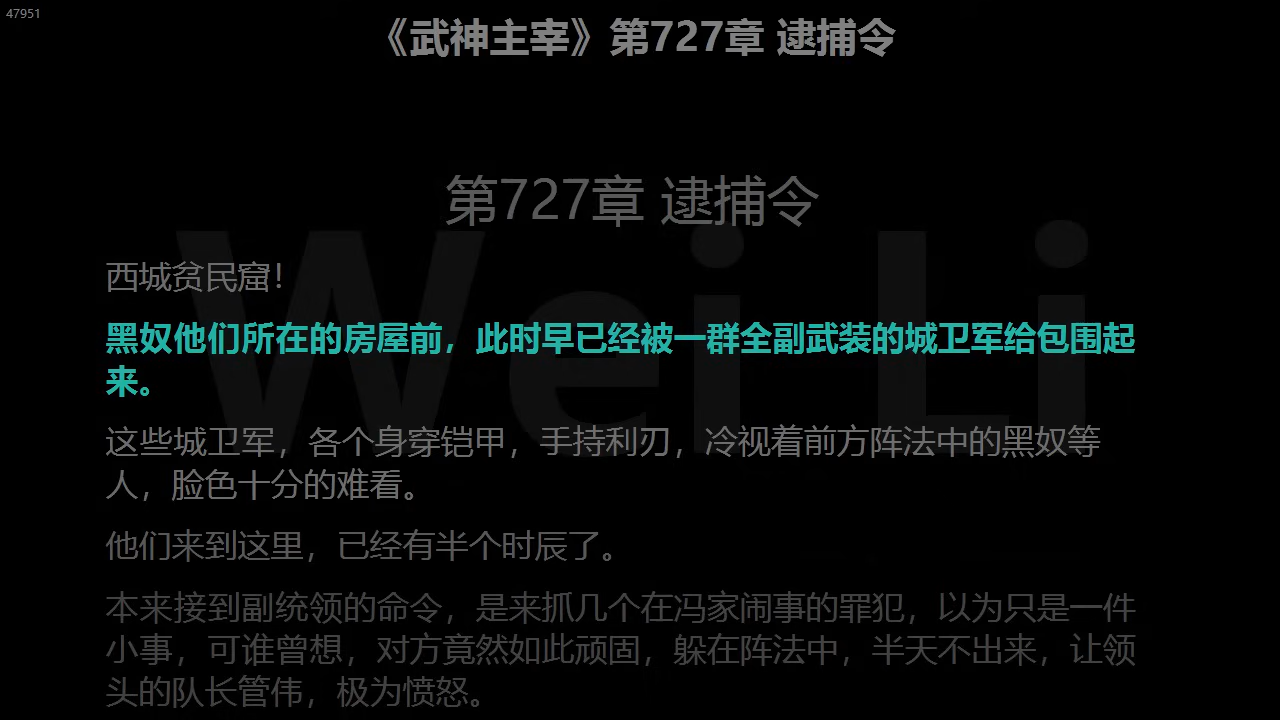 47951
《武神主宰》第727章 逮捕令
第727章 逮捕令
Wei Li
西城贫民窟！
黑奴他们所在的房屋前，此时早已经被一群全副武装的城卫军给包围起
来。
这些城卫军，各个身穿铠甲，手持利刃，冷视着前方阵法中的黑奴等
人，脸色十分的难看。
他们来到这里，已经有半个时辰了。
本来接到副统领的命令，是来抓几个在冯家闹事的罪犯，以为只是一件
小事，可谁曾想，对方竟然如此顽固，躲在阵法中，半天不出来，让领
头的队长管伟，极为愤怒。